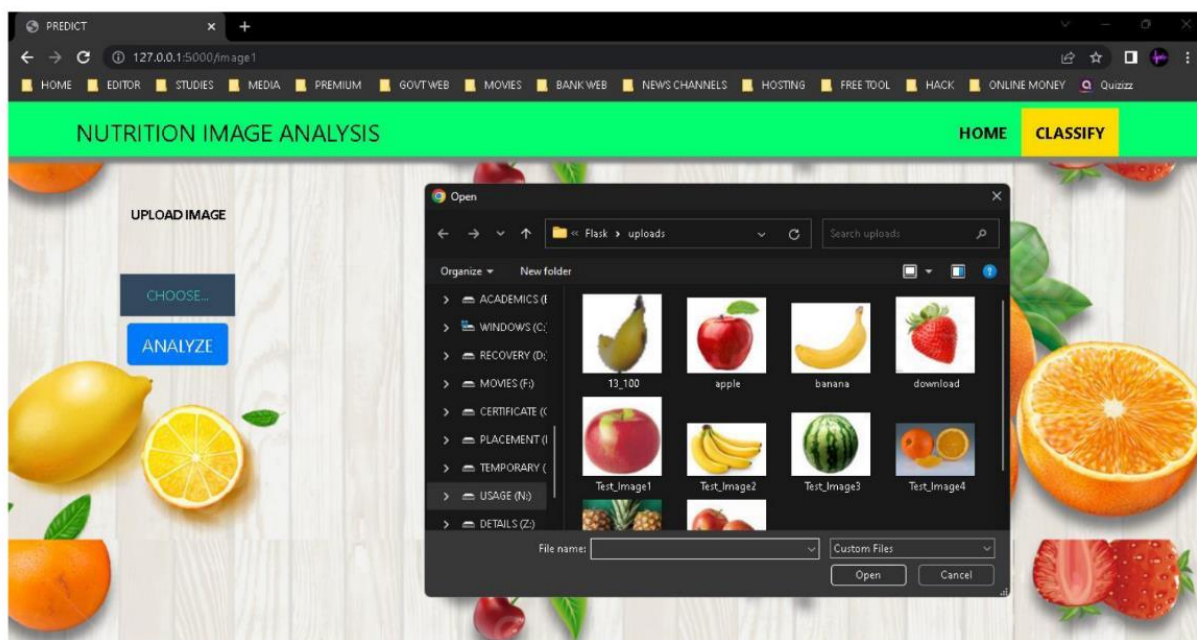 PREDICT
127.0.0.1:5000/image1
HOME EDITOR STUDIES MEDIA PREMIUM GOVT WEB MOVIES BANK WEB NEWS CHANNELS HOSTING FREE TOOL HACK ONLINE MONEY Quizizz
NUTRITION IMAGE ANALYSIS HOME CLASSIFY
UPLOAD IMAGE
CHOOSE...
ANALYZE
Open
« Flask › uploads Search uploads
Organize New folder
ACADEMICS (E
WINDOWS (C:
RECOVERY (D:
MOVIES (F:)
CERTIFICATE (
PLACEMENT (
TEMPORARY (
USAGE (N:)
DETAILS (Z:)
13_100 apple banana download
Test_Image1 Test_Image2 Test_Image3 Test_Image4
File name: Custom Files
Open Cancel